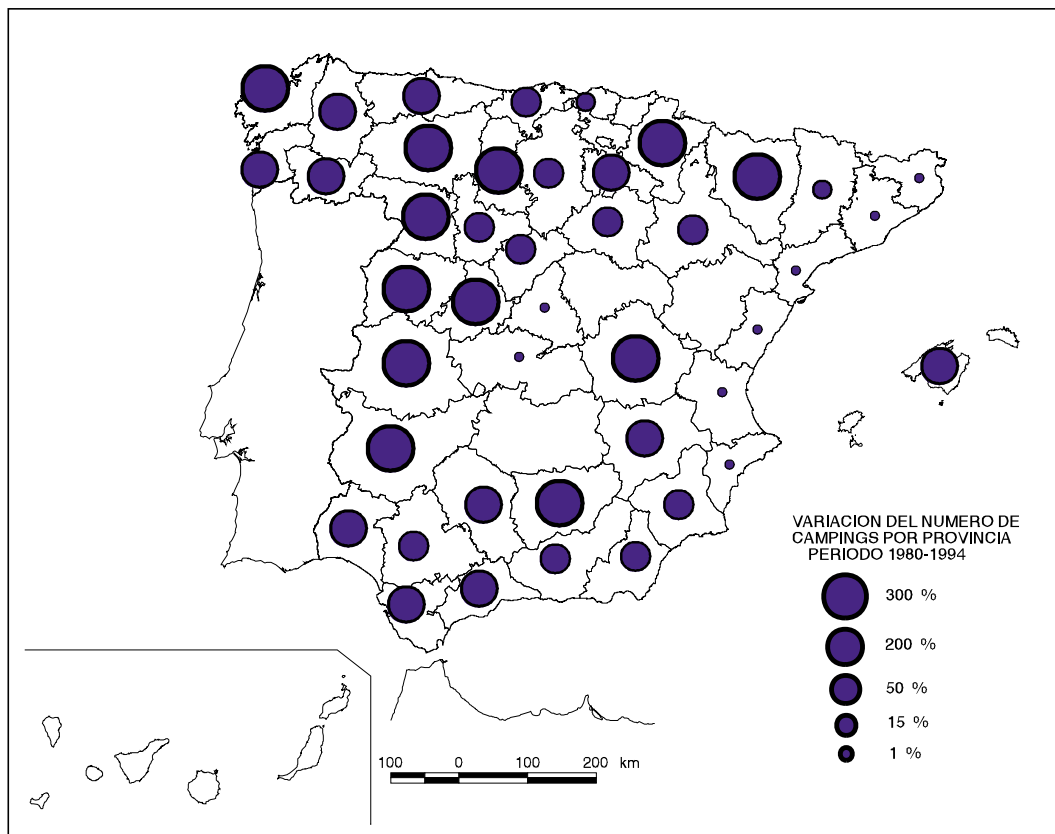 VARIACION DEL NUMERO DE
CAMPINGS POR PROVINCIA
PERIODO 1980-1994
300 %
200 %
50 %
15 %
1 %
100 0 100 200 km